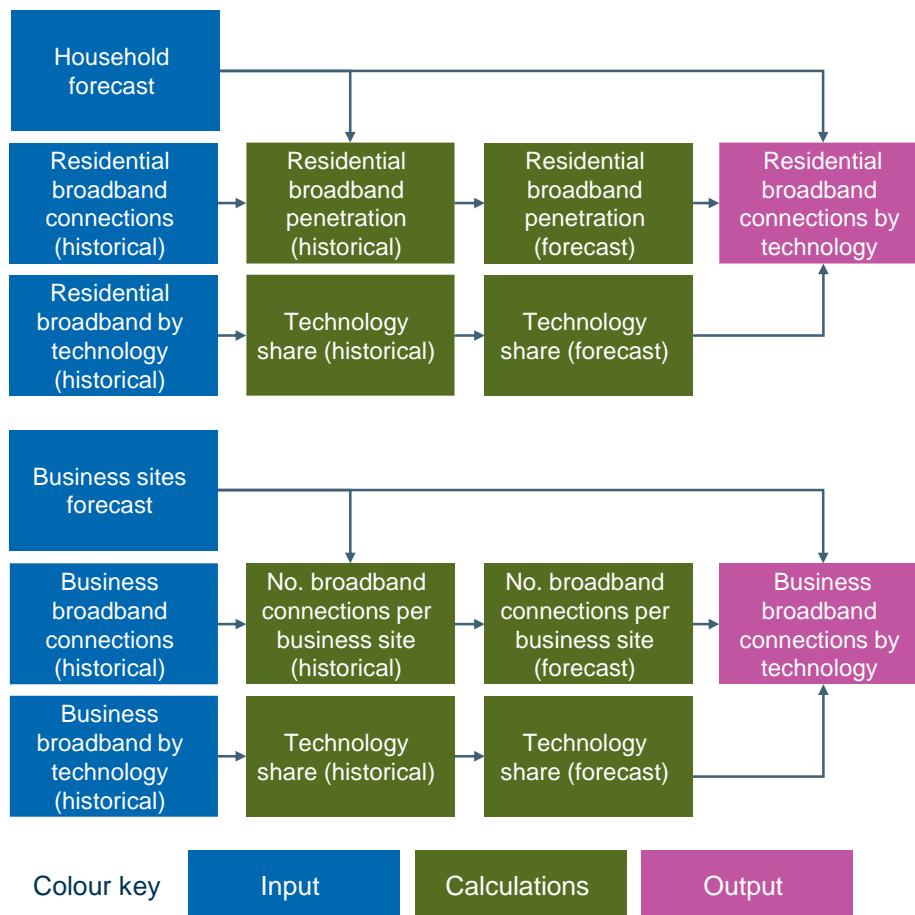 Household
forecast
Residential
broadband
connections
(historical)
Residential
broadband
penetration
(historical)
Residential
broadband
penetration
(forecast)
Residential
broadband
connections by
technology
Residential
broadband by
technology
(historical)
Technology
share (historical)
Technology
share (forecast)
Business sites
forecast
Business
broadband
connections
(historical)
No. broadband
connections per
business site
(historical)
No. broadband
connections per
business site
(forecast)
Business
broadband
connections by
technology
Business
broadband by
technology
(historical)
Technology
share (historical)
Technology
share (forecast)
Colour key
Input
Calculations
Output